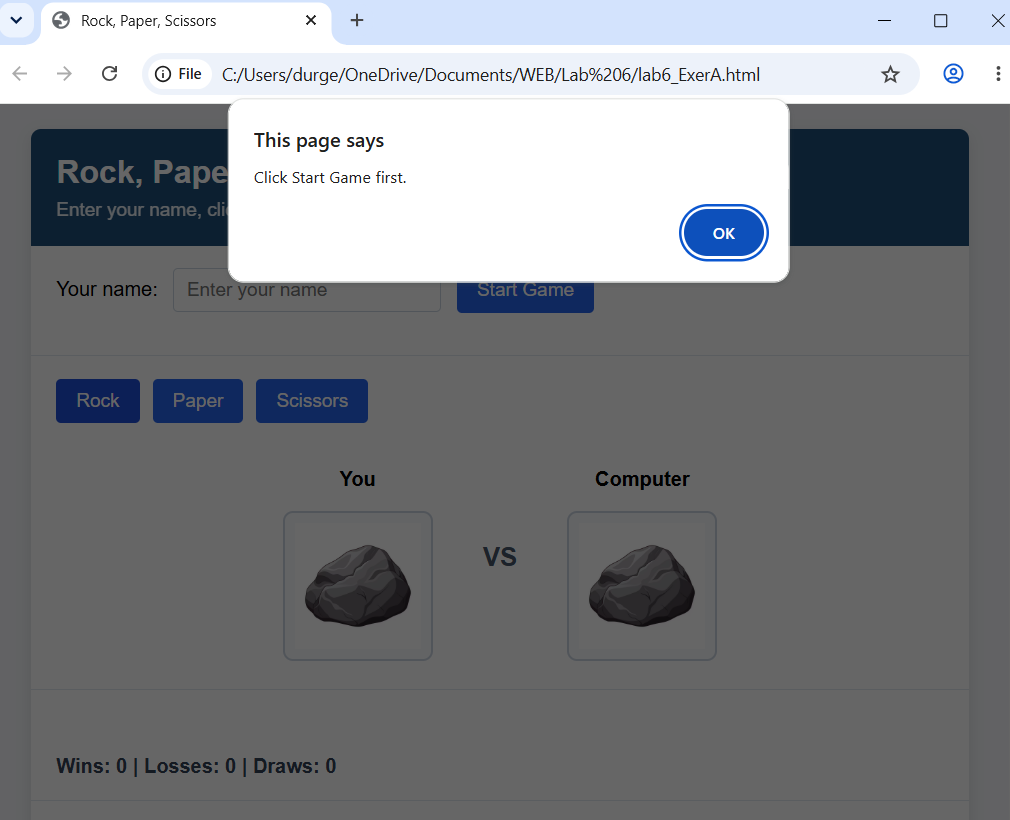 Rock, Paper, Scissors
File C:/Users/durge/OneDrive/Documents/WEB/Lab%206/lab6_ExerA.html
This page says
Click Start Game first.
OK
Rock,
Enter your name,
Your name: Enter your name Start Game
Rock Paper Scissors
You Computer
VS
Wins: 0 | Losses: 0 | Draws: 0